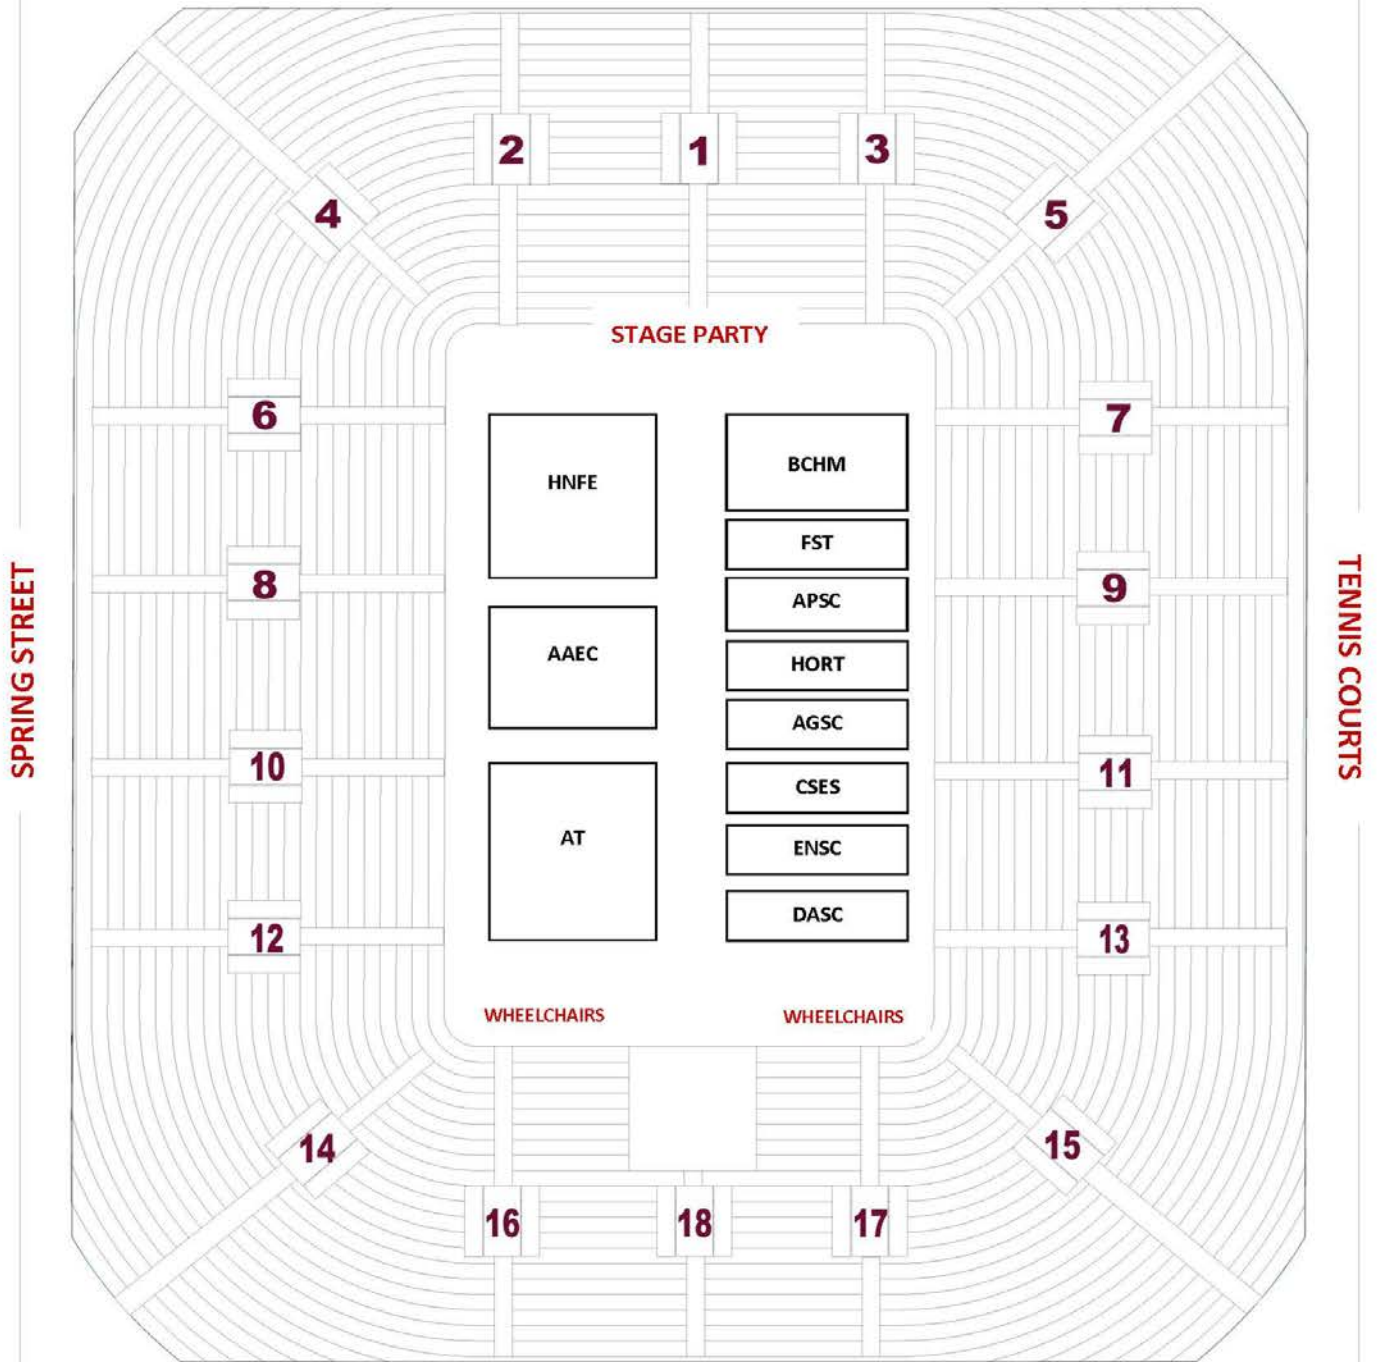 2
1
3
4
5
STAGE PARTY
6
7
HNFE
BCHM
FST
8
9
APSC
AAEC
HORT
SPRING STREET
TENNIS COURTS
AGSC
10
11
CSES
AT
ENSC
DASC
12
13
WHEELCHAIRS
WHEELCHAIRS
14
15
16
18
17